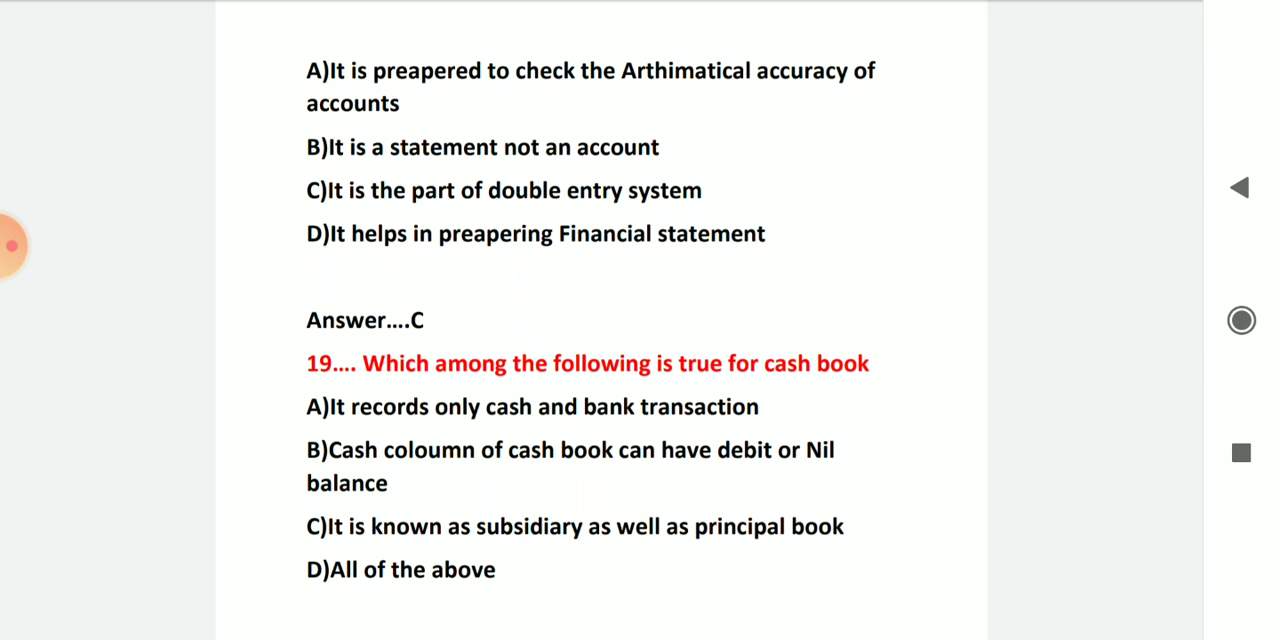 A)It is preapered to check the Arthimatical accuracy of
accounts
B)It is a statement not an account
C)It is the part of double entry system
D)It helps in preapering Financial statement
Answer....C
19.... Which among the following is true for cash book
A)It records only cash and bank transaction
B)Cash coloumn of cash book can have debit or Nil
balance
C)It is known as subsidiary as well as principal book
D)All of the above